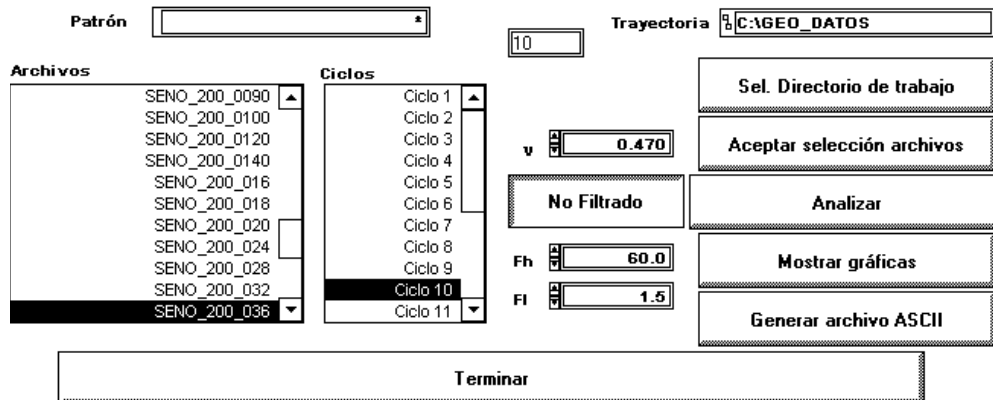 Patrón
*
Trayectoria
C:\GEO_DATOS
10
Archivos
SENO_200_0090
SENO_200_0100
SENO_200_0120
SENO_200_0140
SENO_200_016
SENO_200_018
SENO_200_020
SENO_200_024
SENO_200_028
SENO_200_032
SENO_200_036
Ciclos
Ciclo 1
Ciclo 2
Ciclo 3
Ciclo 4
Ciclo 5
Ciclo 6
Ciclo 7
Ciclo 8
Ciclo 9
Ciclo 10
Ciclo 11
υ 0.470
No Filtrado
Fh 60.0
Fl 1.5
Sel. Directorio de trabajo
Aceptar selección archivos
Analizar
Mostrar gráficas
Generar archivo ASCII
Terminar